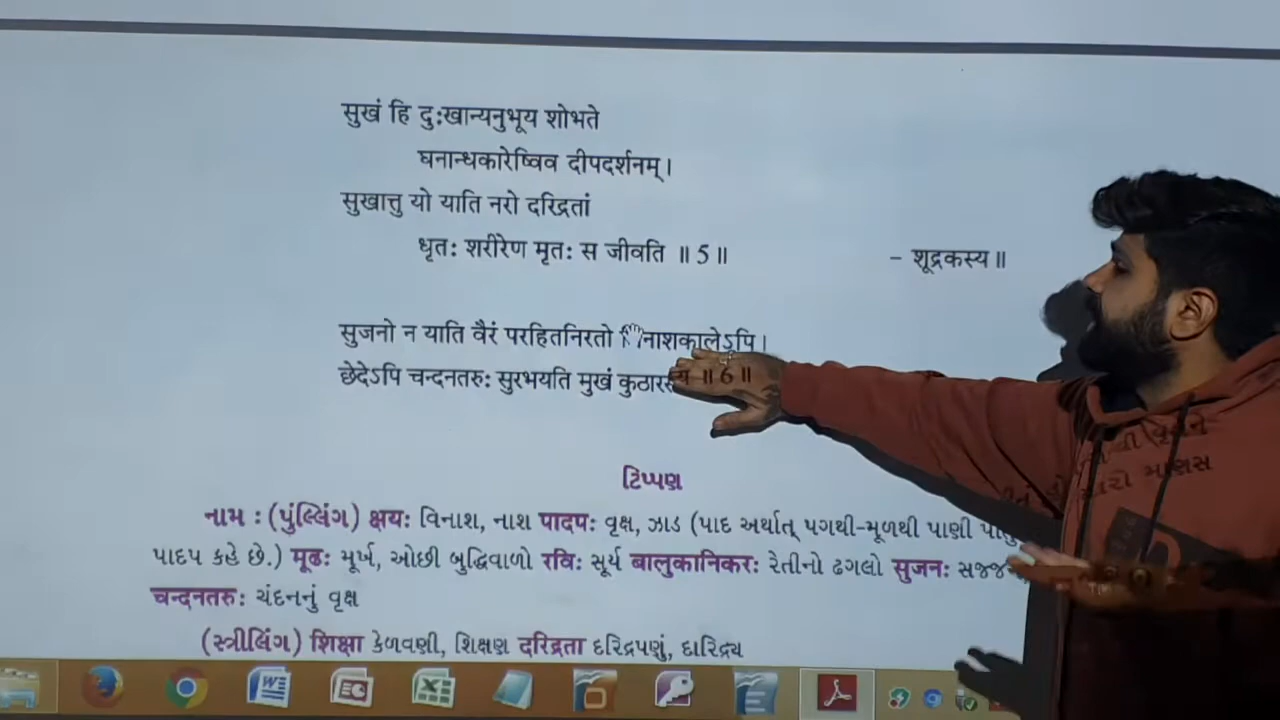 सुखं हि दुःखान्यनुभूय शोभते
घनान्धकारेष्विव दीपदर्शनम् ।
सुखात्तु यो याति नरो दरिद्रतां
धृतः शरीरेण मृतः स जीवति ॥ 5 ॥ - शूद्रकस्य ॥
सुजनो न याति वैरं परहितनिरतो विनाशकालेऽपि ।
छेदेऽपि चन्दनतरुः सुरभयति मुखं कुठारस्य ॥ 6 ॥
ટિપ્પણ
નામ : (પુંલ્લિંગ) क्षयः વિનાશ, નાશ पादपः વૃક્ષ, ઝાડ (પાદ અર્થાત્ પગથી-મૂળથી પાણી
પાદપ કહે છે.) मूढः મૂર્ખ, ઓછી બુદ્ધિવાળો रविः સૂર્ય बालुकानिकरः રેતીનો ઢગલો सुजनः
चन्दनतरुः ચંદનનું વૃક્ષ
(સ્ત્રીલિંગ) शिक्षा કેળવણી, શિક્ષણ दरिद्रता દરિદ્રપણું, દારિદ્રય